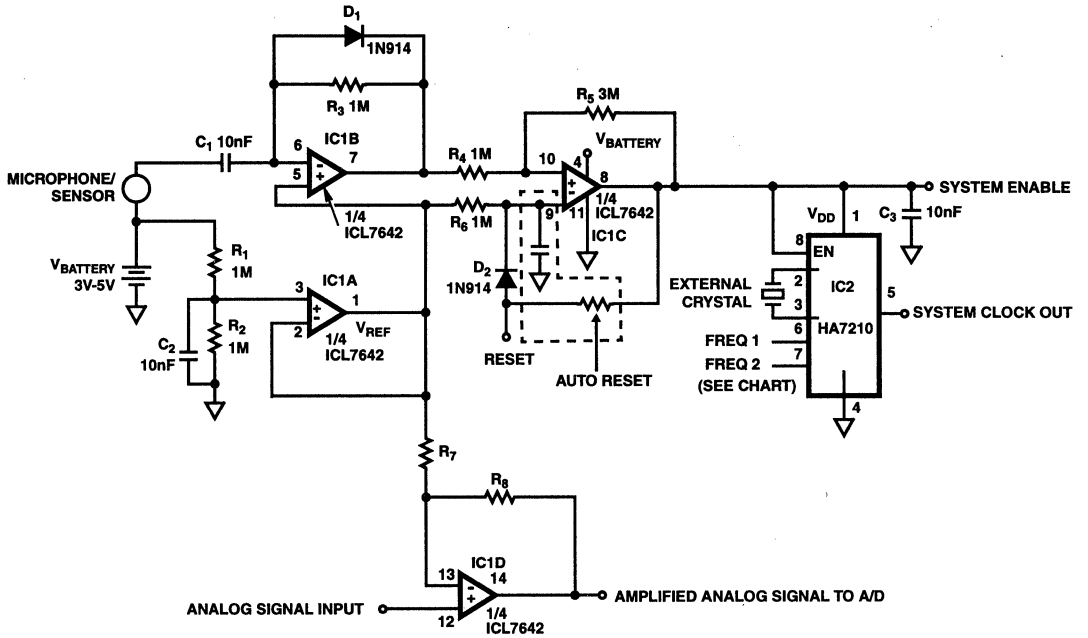 D1
1N914
R3 1M
R5 3M
C1 10nF
IC1B
6
5
7
R4 1M
10
VBATTERY
4
8
MICROPHONE/
SENSOR
1/4
ICL7642
R6 1M
9
11
1/4
ICL7642
IC1C
SYSTEM ENABLE
VDD
1
C3
10nF
R1
1M
VBATTERY
3V-5V
D2
1N914
8
EN
EXTERNAL
CRYSTAL
2
3
IC2
HA7210
5
SYSTEM CLOCK OUT
IC1A
3
2
1
VREF
1/4
ICL7642
R2
1M
C2
10nF
RESET
AUTO RESET
FREQ 1
6
FREQ 2
7
(SEE CHART)
4
R7
R8
IC1D
13
14
12
1/4
ICL7642
ANALOG SIGNAL INPUT
AMPLIFIED ANALOG SIGNAL TO A/D